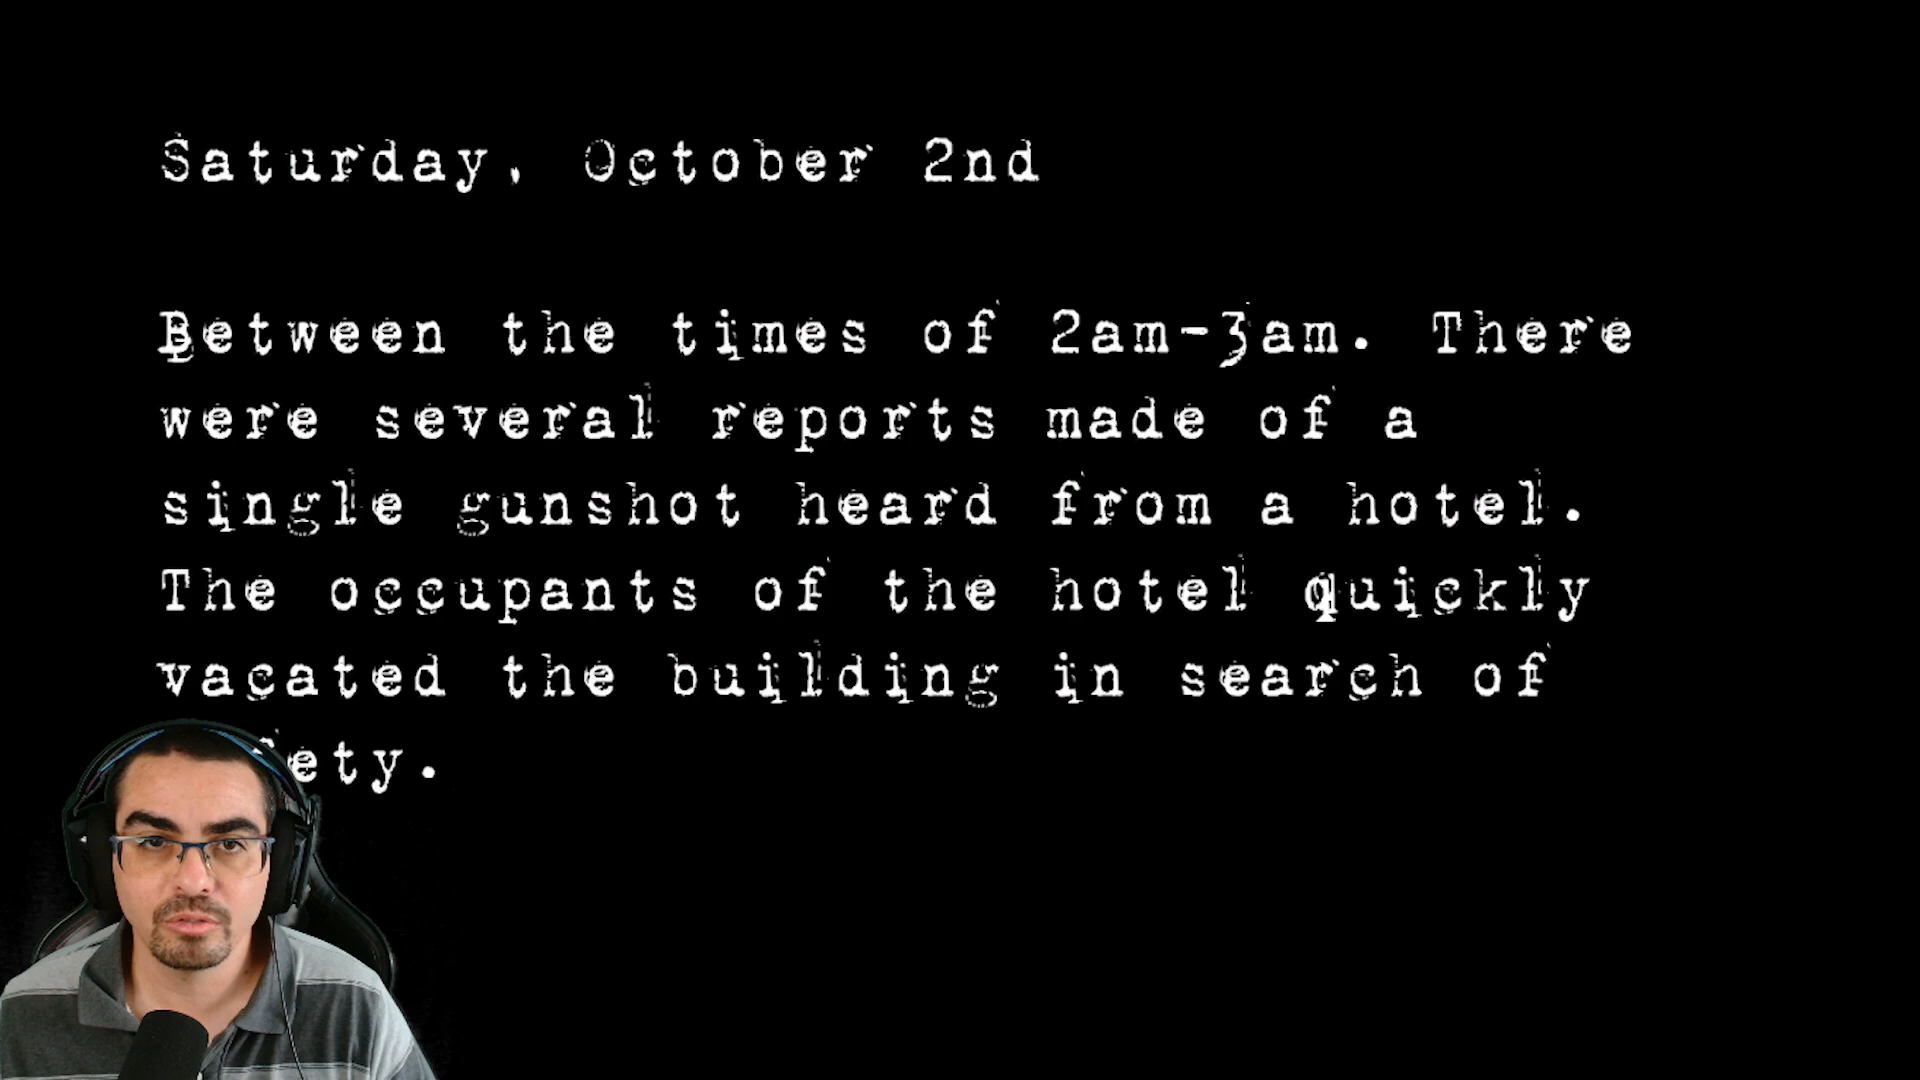 Saturday, October 2nd
Between the times of 2am-3am. There
were several reports made of a
single gunshot heard from a hotel.
The occupants of the hotel quickly
vacated the building in search of